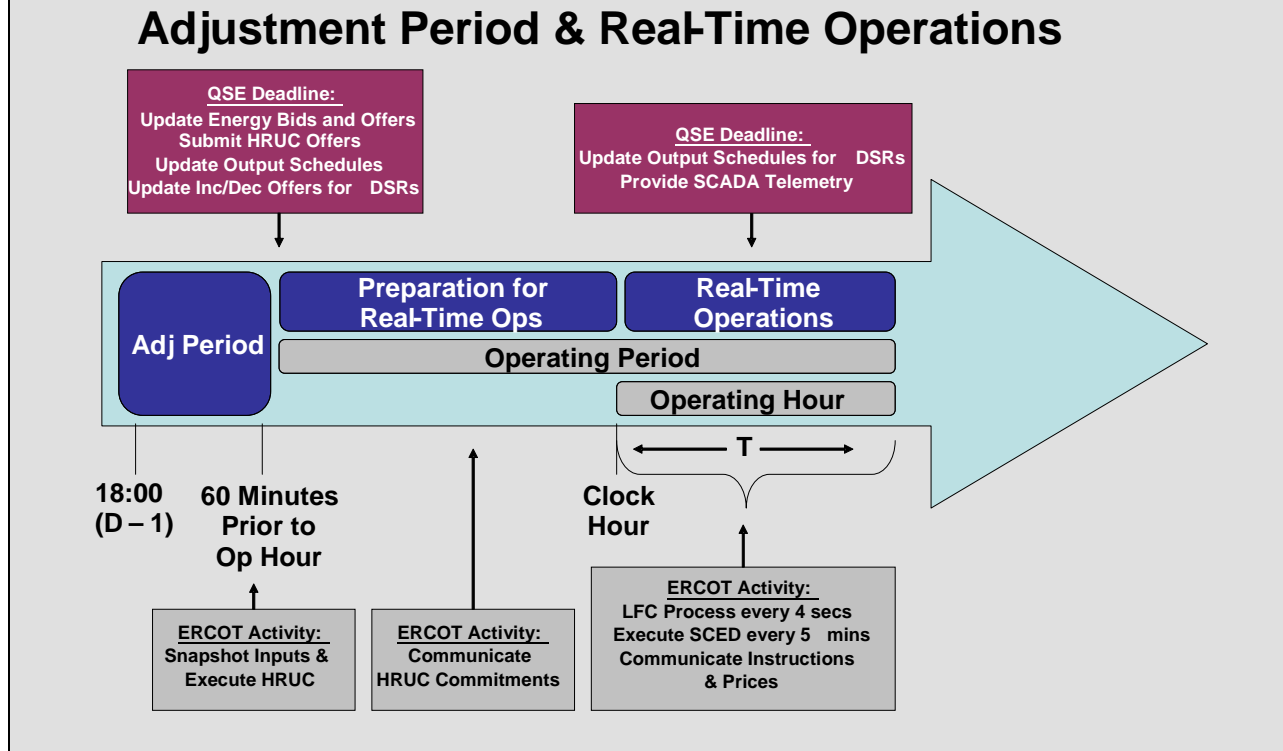 Adjustment Period & Real-Time Operations
QSE Deadline:
Update Energy Bids and Offers
Submit HRUC Offers
Update Output Schedules
Update Inc/Dec Offers for DSRs
QSE Deadline:
Update Output Schedules for DSRs
Provide SCADA Telemetry
Adj Period
Preparation for
Real-Time Ops
Real-Time
Operations
Operating Period
Operating Hour
T
18:00
(D – 1)
60 Minutes
Prior to
Op Hour
Clock
Hour
ERCOT Activity:
Snapshot Inputs &
Execute HRUC
ERCOT Activity:
Communicate
HRUC Commitments
ERCOT Activity:
LFC Process every 4 secs
Execute SCED every 5 mins
Communicate Instructions
& Prices